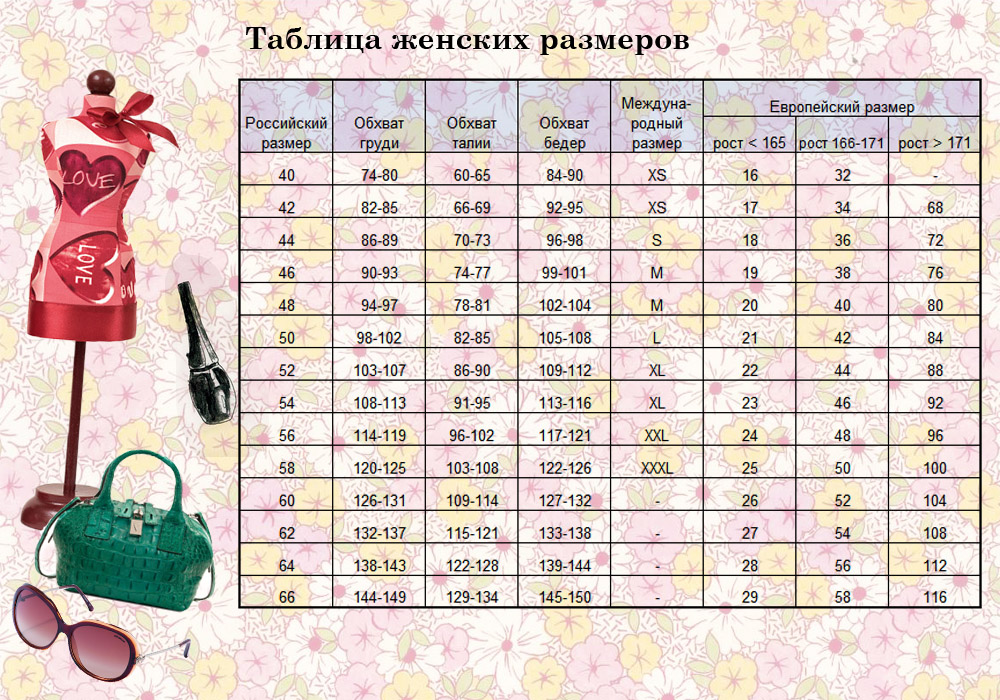 Таблица женских размеров
Российский размер | Обхват груди | Обхват талии | Обхват бедер | Междуна-родный размер | Европейский размер
рост < 165 | рост 166-171 | рост > 171
40 | 74-80 | 60-65 | 84-90 | XS | 16 | 32 | -
42 | 82-85 | 66-69 | 92-95 | XS | 17 | 34 | 68
44 | 86-89 | 70-73 | 96-98 | S | 18 | 36 | 72
46 | 90-93 | 74-77 | 99-101 | M | 19 | 38 | 76
48 | 94-97 | 78-81 | 102-104 | M | 20 | 40 | 80
50 | 98-102 | 82-85 | 105-108 | L | 21 | 42 | 84
52 | 103-107 | 86-90 | 109-112 | XL | 22 | 44 | 88
54 | 108-113 | 91-95 | 113-116 | XL | 23 | 46 | 92
56 | 114-119 | 96-102 | 117-121 | XXL | 24 | 48 | 96
58 | 120-125 | 103-108 | 122-126 | XXXL | 25 | 50 | 100
60 | 126-131 | 109-114 | 127-132 | - | 26 | 52 | 104
62 | 132-137 | 115-121 | 133-138 | - | 27 | 54 | 108
64 | 138-143 | 122-128 | 139-144 | - | 28 | 56 | 112
66 | 144-149 | 129-134 | 145-150 | - | 29 | 58 | 116
LOVE
LOVE